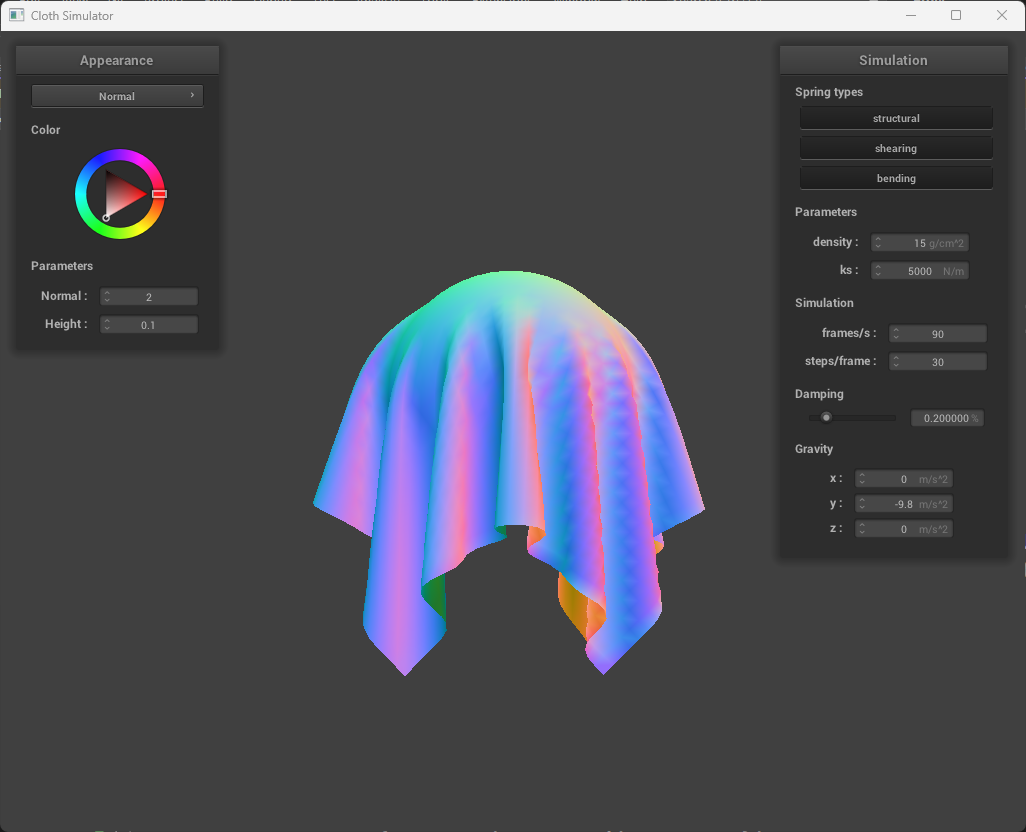 Cloth Simulator
Appearance
Normal
Color
Parameters
Normal : 2
Height : 0.1
Simulation
Spring types
structural
shearing
bending
Parameters
density : 15 g/cm^2
ks : 5000 N/m
Simulation
frames/s : 90
steps/frame : 30
Damping
0.200000 %
Gravity
x : 0 m/s^2
y : -9.8 m/s^2
z : 0 m/s^2